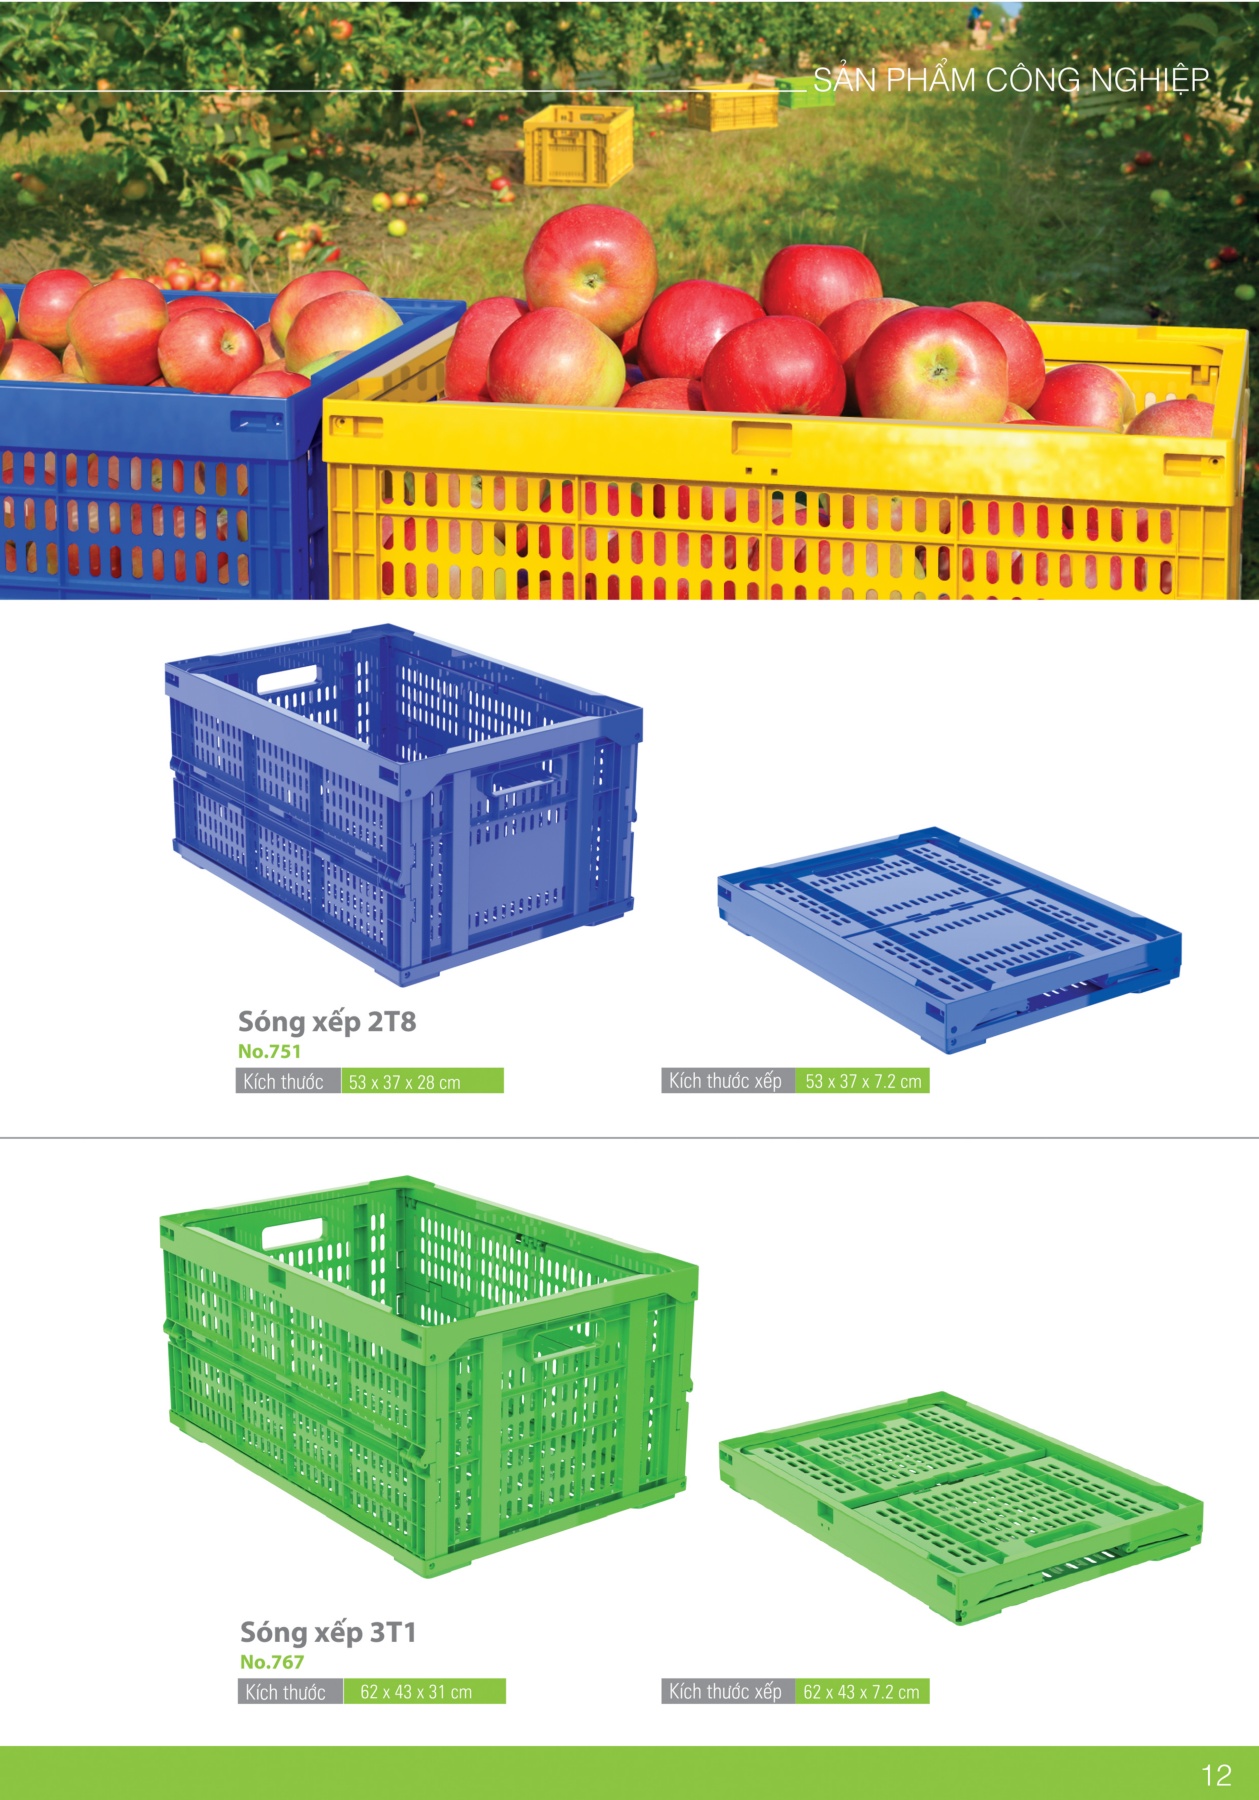 SẢN PHẨM CÔNG NGHIỆP
Sóng xếp 2T8
No.751
Kích thước 53 x 37 x 28 cm
Kích thước xếp 53 x 37 x 7.2 cm
Sóng xếp 3T1
No.767
Kích thước 62 x 43 x 31 cm
Kích thước xếp 62 x 43 x 7.2 cm
12